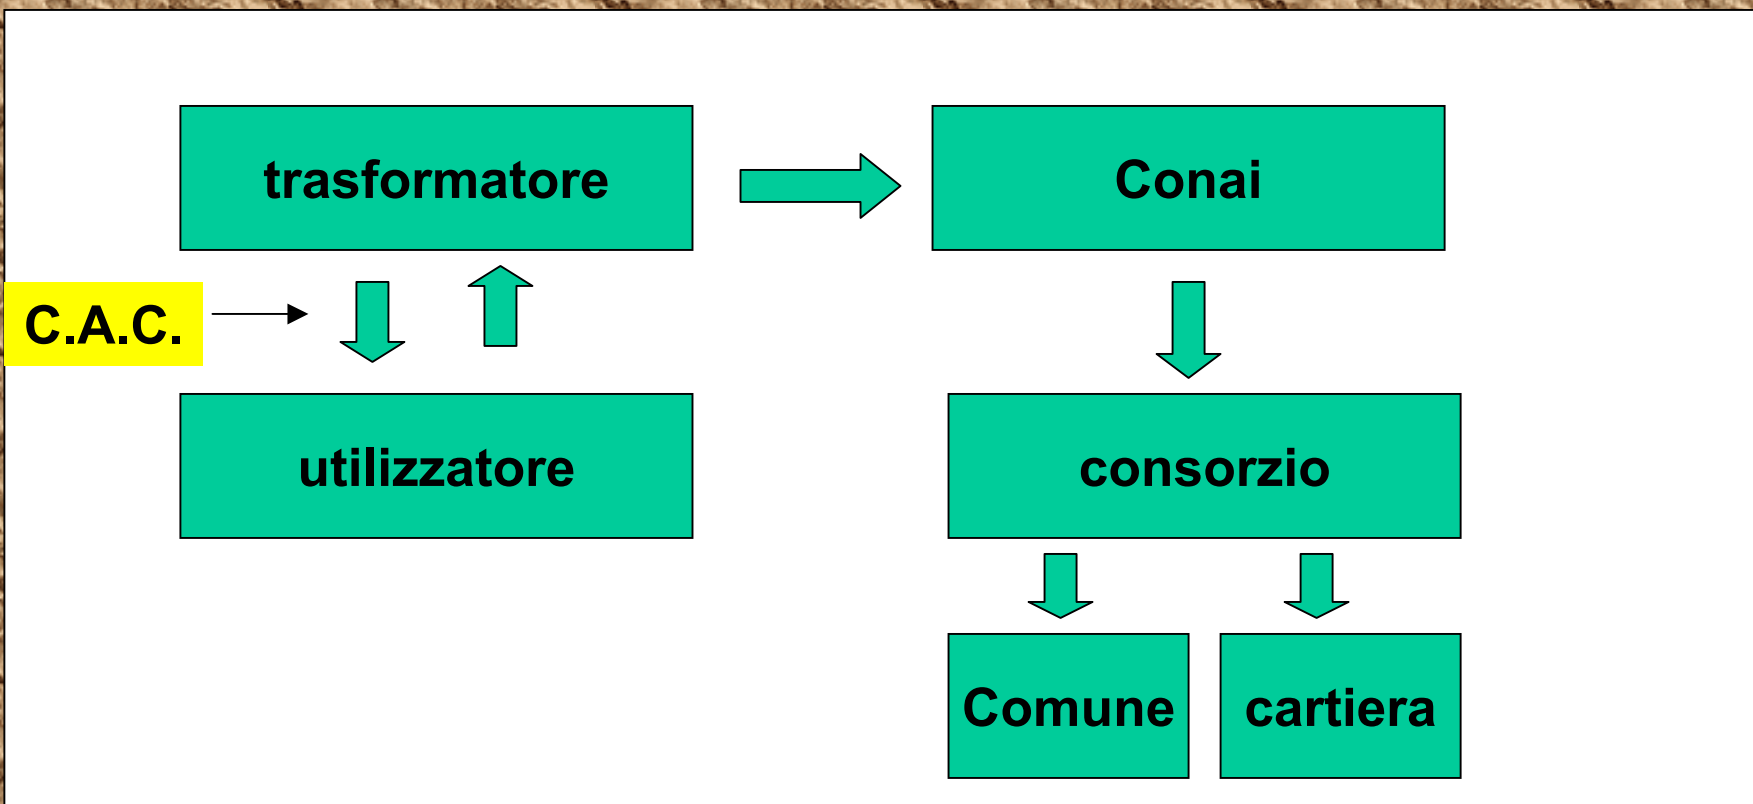 trasformatore
Conai
C.A.C.
utilizzatore
consorzio
Comune
cartiera